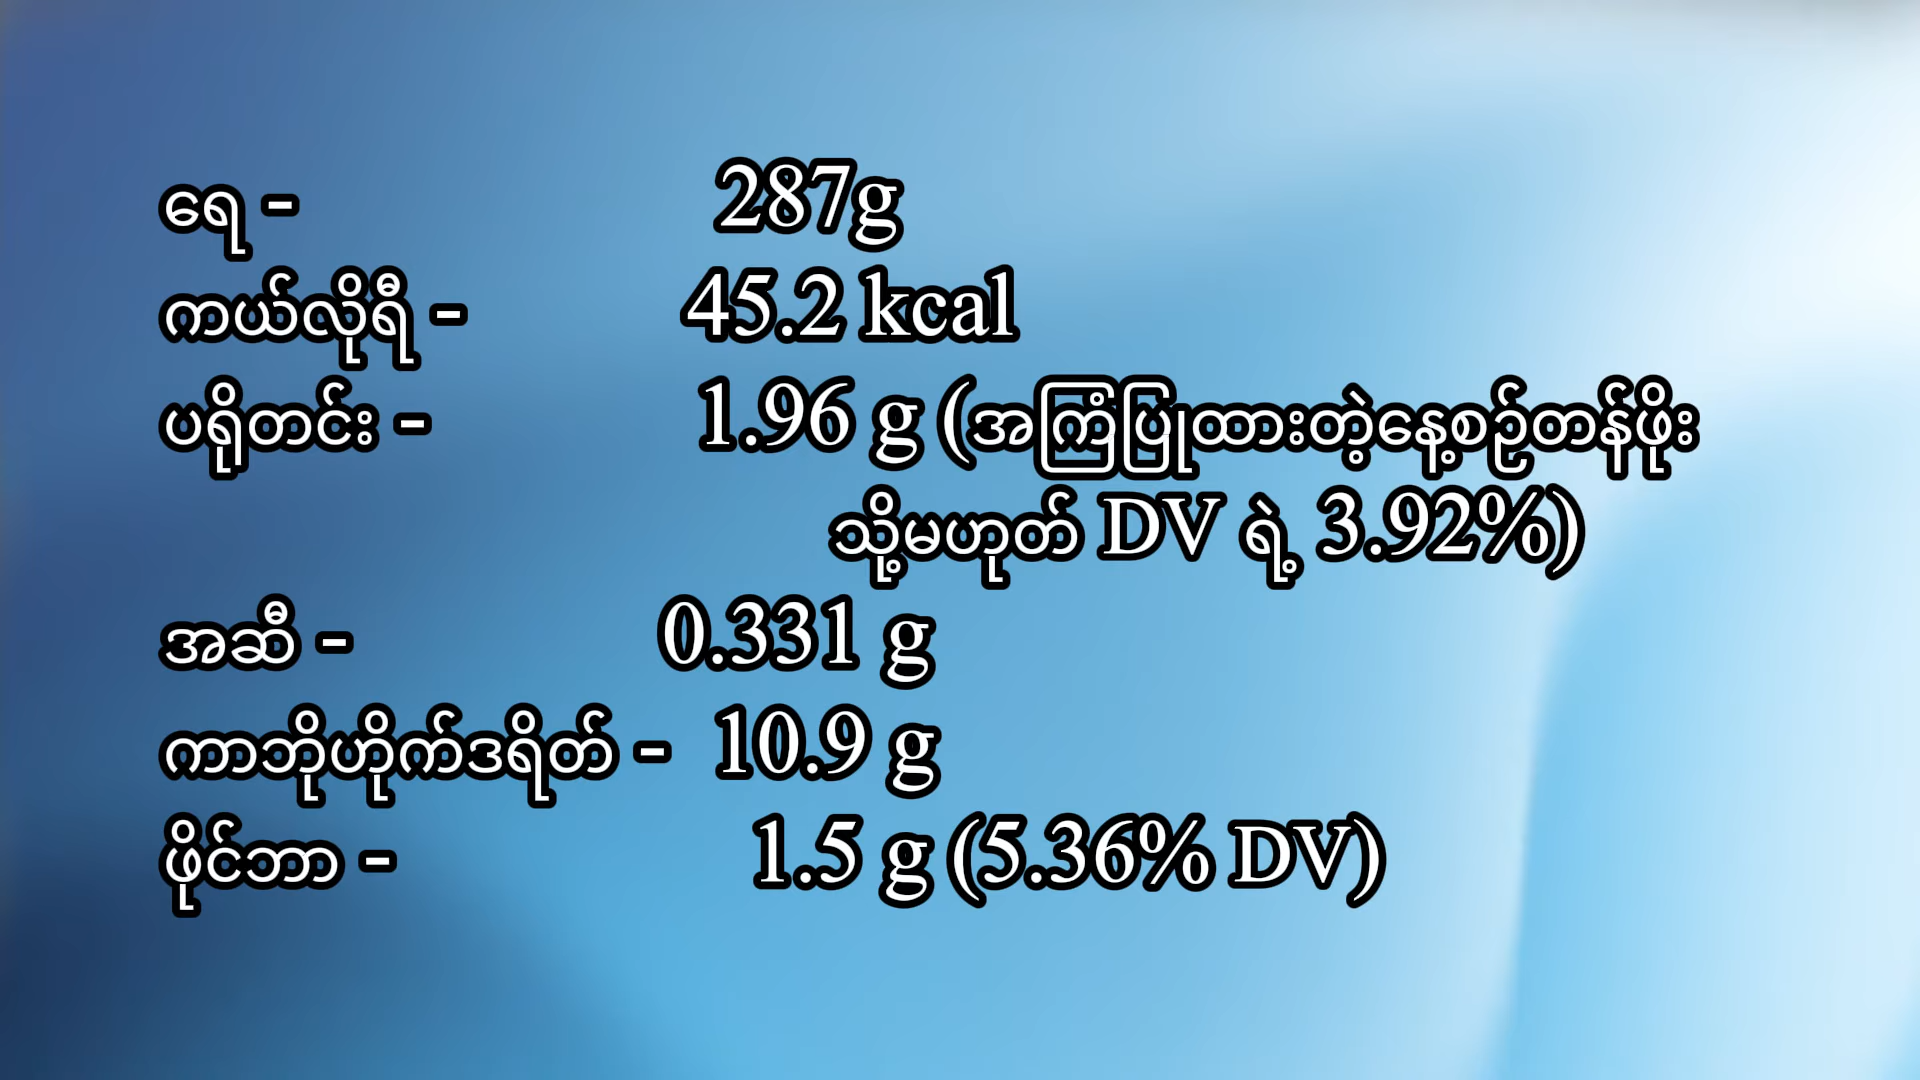 ရေ - 287g
ကယ်လိုရီ - 45.2 kcal
ပရိုတင်း - 1.96 g (အကြံပြုထားတဲ့နေ့စဉ်တန်ဖိုး
သို့မဟုတ် DV ရဲ့ 3.92%)
အဆီ - 0.331 g
ကာဘိုဟိုက်ဒရိတ် - 10.9 g
ဖိုင်ဘာ - 1.5 g (5.36% DV)